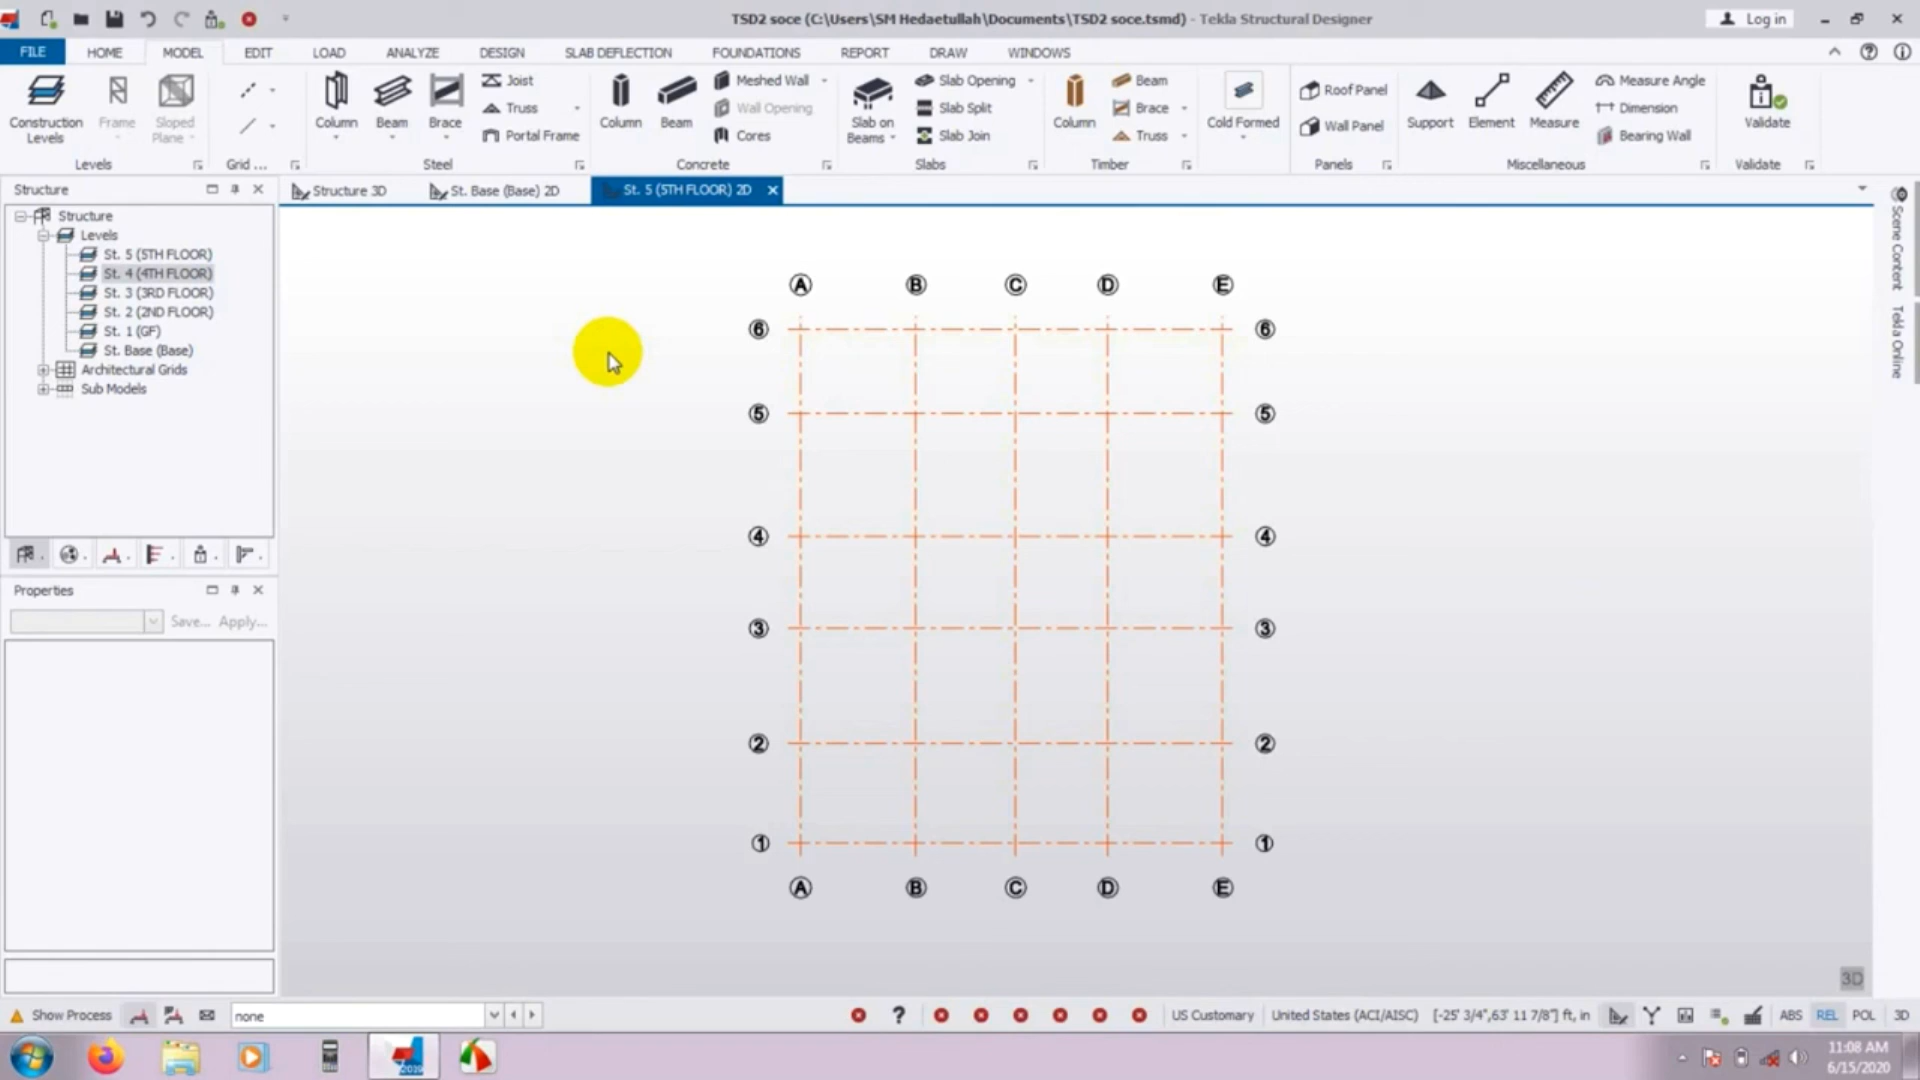 TSD2 soce (C:\Users\SM Hedaetullah\Documents\TSD2 soce.tsmd) - Tekla Structural Designer
Log in
FILE HOME MODEL EDIT LOAD ANALYZE DESIGN SLAB DEFLECTION FOUNDATIONS REPORT DRAW WINDOWS
Construction Levels
Frame
Sloped Plane
Levels
Grid ...
Column
Beam
Brace
Joist
Truss
Portal Frame
Steel
Column
Beam
Meshed Wall
Wall Opening
Cores
Concrete
Slab on Beams
Slab Opening
Slab Split
Slab Join
Slabs
Column
Beam
Brace
Truss
Timber
Cold Formed
Roof Panel
Wall Panel
Panels
Support
Element
Measure
Measure Angle
Dimension
Bearing Wall
Miscellaneous
Validate
Validate
Structure
Structure 3D
St. Base (Base) 2D
St. 5 (5TH FLOOR) 2D
Structure
Levels
St. 5 (5TH FLOOR)
St. 4 (4TH FLOOR)
St. 3 (3RD FLOOR)
St. 2 (2ND FLOOR)
St. 1 (GF)
St. Base (Base)
Architectural Grids
Sub Models
Properties
Save... Apply...
A B C D E
6 6
5 5
4 4
3 3
2 2
1 1
A B C D E
Scene Content
Tekla Online
3D
Show Process
none
US Customary
United States (ACI/AISC)
[-25' 3/4",63' 11 7/8"] ft, in
ABS REL POL 3D
2019
11:08 AM
6/15/2020